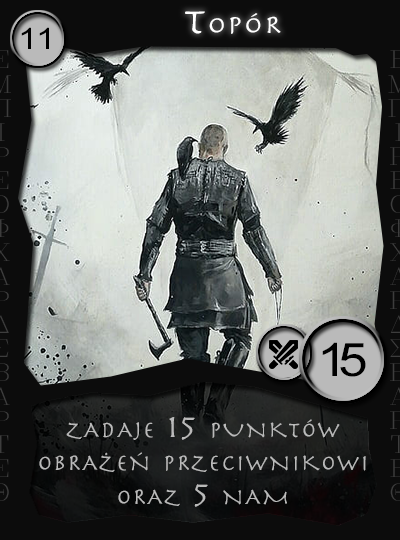 11
Topór
15
zadaje 15 punktów
obrażeń przeciwnikowi
oraz 5 nam